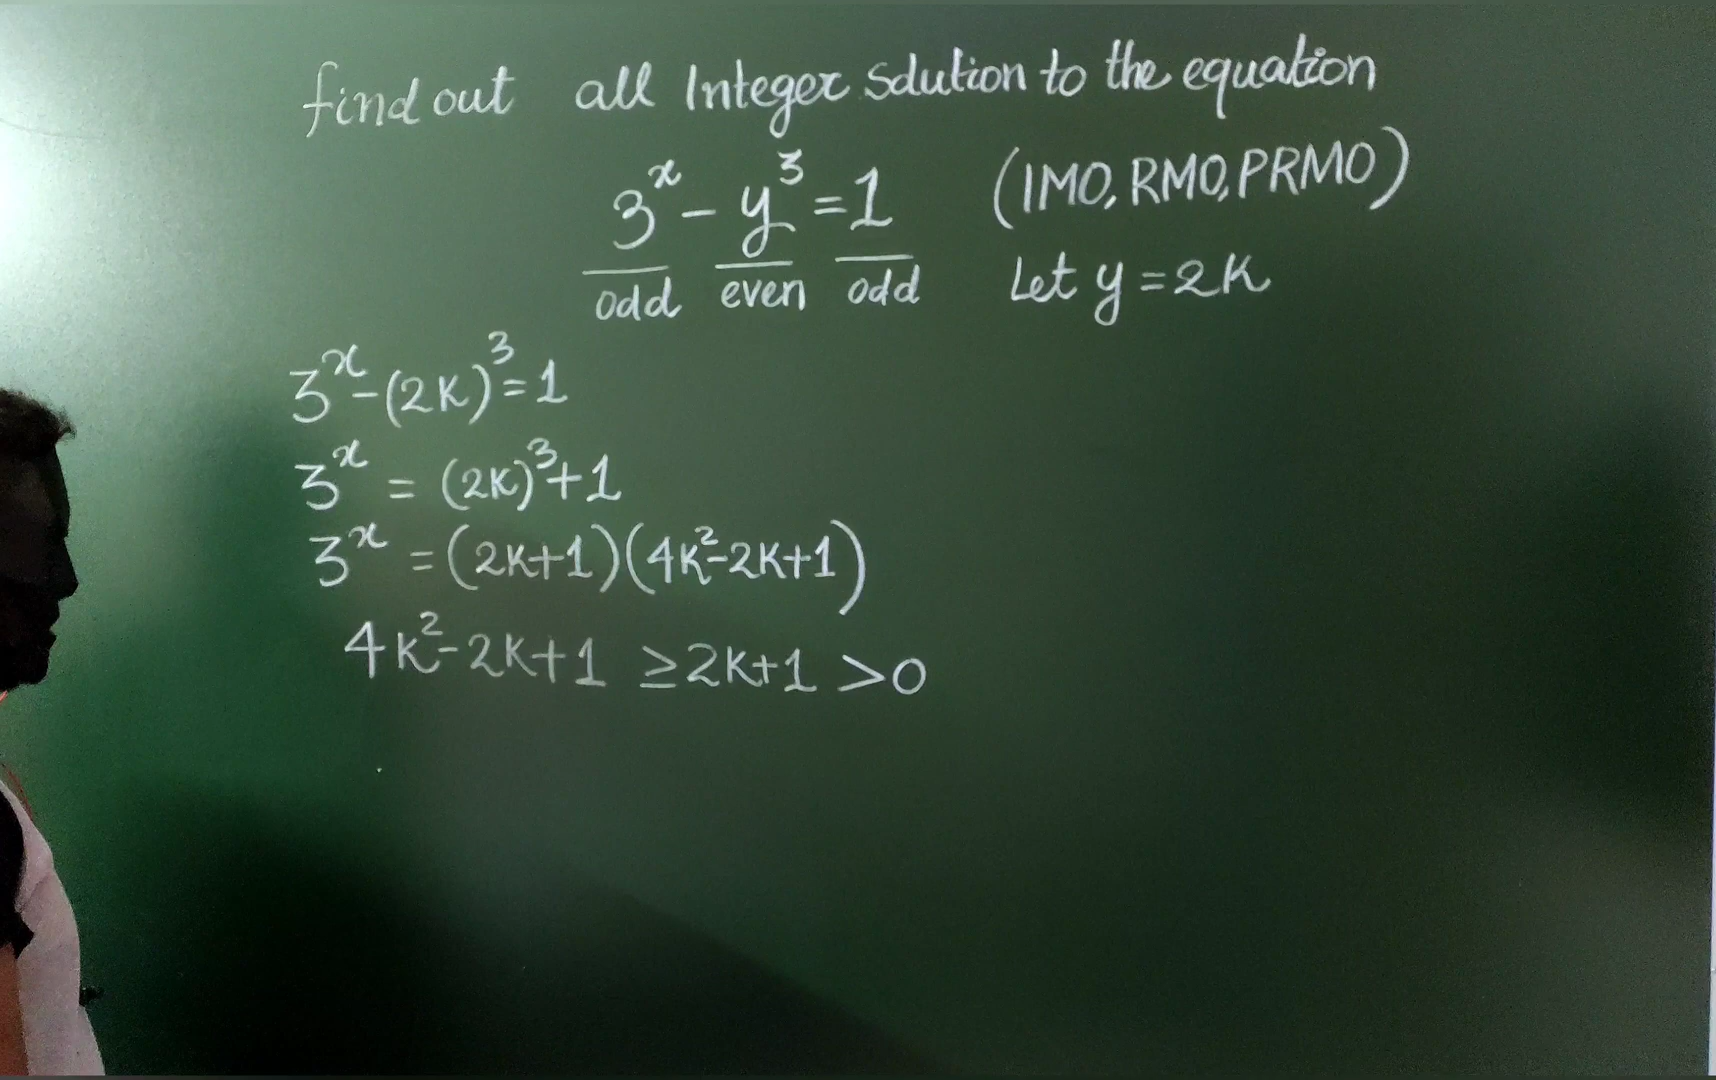 find out all Integer Solution to the equation
3^x - y^3 = 1 (IMO, RMO, PRMO)
odd even odd Let y = 2K
3^x - (2K)^3 = 1
3^x = (2K)^3 + 1
3^x = (2K+1)(4K^2-2K+1)
4K^2-2K+1 ≥ 2K+1 > 0